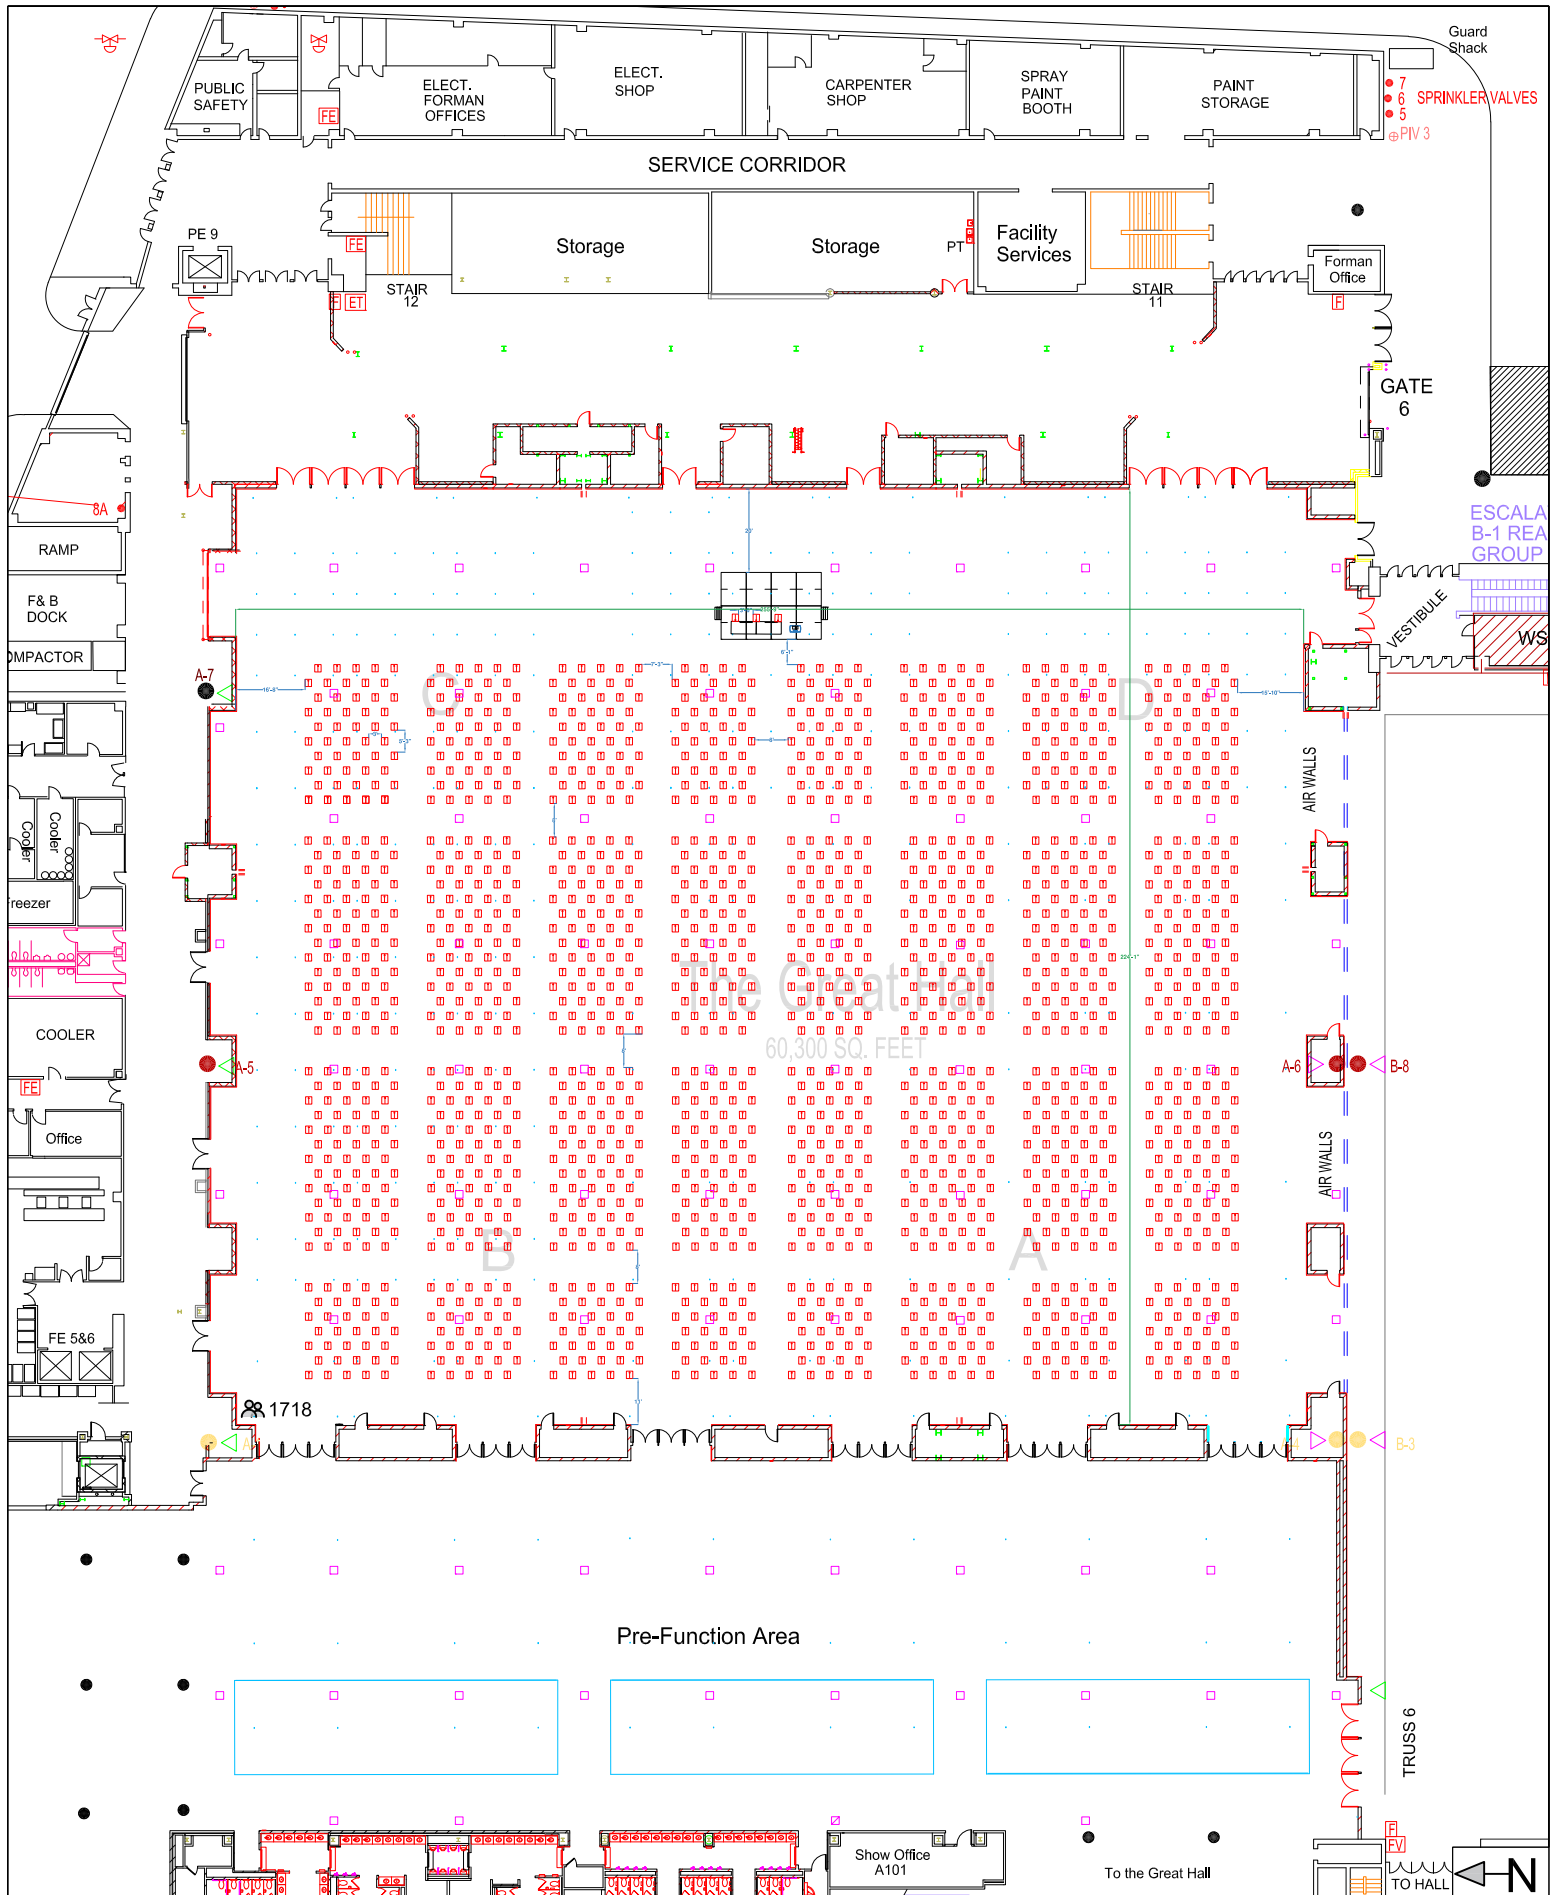 Guard
Shack
PUBLIC
SAFETY
ELECT.
FORMAN
OFFICES
ELECT.
SHOP
CARPENTER
SHOP
SPRAY
PAINT
BOOTH
PAINT
STORAGE
7
6 SPRINKLER VALVES
5
PIV 3
FE
SERVICE CORRIDOR
PE 9
FE
Storage
Storage
PT
Facility
Services
Forman
Office
STAIR
12
STAIR
11
F ET
F
GATE
6
8A
ESCALA
B-1 REA
GROUP
RAMP
F& B
DOCK
OMPACTOR
VESTIBULE
WS
A-7
C
D
AIR WALLS
Cooler
Cooler
Freezer
The Great Hall
60,300 SQ. FEET
COOLER
A-5
A-6
B-8
FE
Office
AIR WALLS
B
A
FE 5&6
1718
B-3
Pre-Function Area
TRUSS 6
Show Office
A101
To the Great Hall
F
FV
TO HALL
N